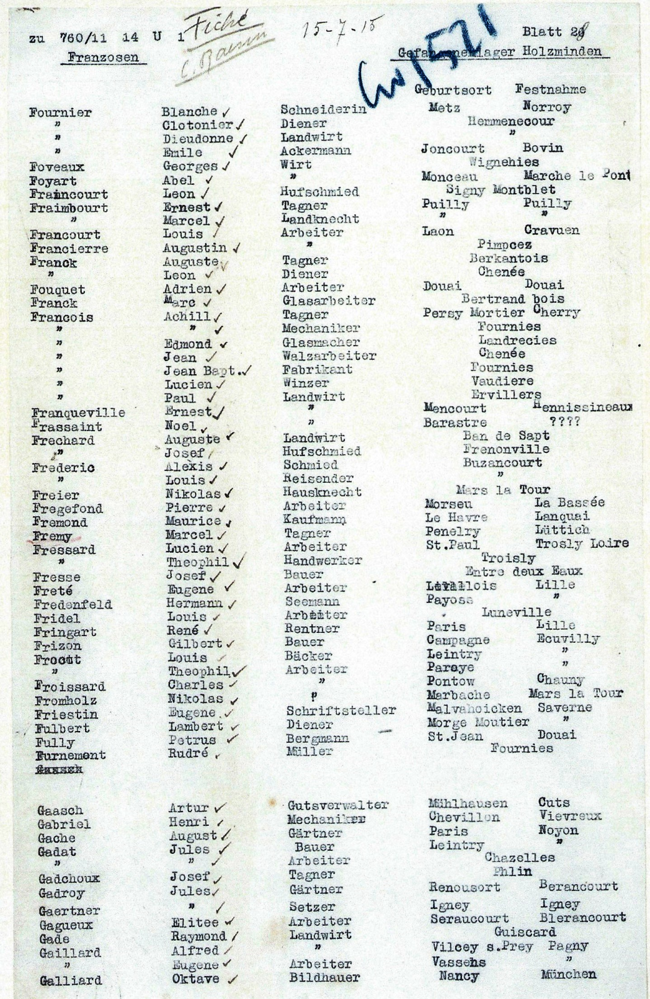 zu 760/11 14 U 1 Fiché 15-7-15 Blatt 28
Franzosen Gefangenenlager Holzminden
Geburtsort Festnahme
Fournier Blanche ✓ Schneiderin Metz Norroy
" Clotonier ✓ Diener Hemmenecour
" Dieudonne ✓ Landwirt "
" Emile ✓ Ackermann Joncourt Bovin
Foveaux Georges ✓ Wirt Wignehies
Foyart Abel ✓ " Monceau Marche le Pont
Fraincourt Leon ✓ Hufschmied Signy Montblet
Fraimbourt Ernest ✓ Tagner Puilly Puilly
" Marcel ✓ Landknecht " "
Francourt Louis ✓ Arbeiter Laon Cravuen
Francierre Augustin ✓ " Pimpcez
Franck Auguste ✓ Tagner Berkantois
" Leon ✓ Diener Chenée
Fouquet Adrien ✓ Arbeiter Douai Douai
Franck Marc ✓ Glasarbeiter Bertrand bois
Francois Achill ✓ Tagner Persy Mortier Cherry
" " ✓ Mechaniker Fournies
" Edmond ✓ Glasmacher Landrecies
" Jean ✓ Walzarbeiter Chenée
" Jean Bapt. ✓ Fabrikant Fournies
" Lucien ✓ Winzer Vaudiere
" Paul ✓ Landwirt Ervillers
Franqueville Ernest ✓ " Mencourt Hennissineaux
Frassaint Noel ✓ " Barastre ????
Frechard Auguste ✓ Landwirt Ban de Sapt
" Josef ✓ Hufschmied Frenonville
Frederic Alexis ✓ Schmied Buzancourt
" Louis ✓ Reisender "
Freier Nikolas ✓ Hausknecht Mars la Tour
Fregefond Pierre ✓ Arbeiter Morseu La Bassée
Fremond Maurice ✓ Kaufmann Le Havre Lanquai
Fremy Marcel ✓ Tagner Penelry Lüttich
Fressard Lucien ✓ Arbeiter St.Paul Trosly Loire
" Theophil ✓ Handwerker Troisly
Fresse Josef ✓ Bauer Entre deux Eaux
Freté Eugene ✓ Arbeiter Levallois Lille
Fredenfeld Hermann ✓ Seemann Payoss "
Fridel Louis ✓ Arbeiter Luneville
Fringart René ✓ Rentner Paris Lille
Frizon Gilbert ✓ Bauer Campagne Ecuvilly
Froomt Louis ✓ Bäcker Leintry "
" Theophil ✓ Arbeiter Paroye "
Froissard Charles ✓ " Pontow Chauny
Fromholz Nikolas ✓ ? Marbache Mars la Tour
Friestin Eugene ✓ Schriftsteller Malvahoicken Saverne
Fulbert Lambert ✓ Diener Morge Moutier "
Fully Petrus ✓ Bergmann St.Jean Douai
Furnement Rudré ✓ Müller Fournies
Gaasch Artur ✓ Gutsverwalter Mühlhausen Cuts
Gabriel Henri ✓ Mechaniker Chevillon Vievreux
Gache August ✓ Gärtner Paris Noyon
Gadat Jules ✓ Bauer Leintry "
" " ✓ Arbeiter Chazelles
Gadchoux Josef ✓ Tagner Phlin
Gadroy Jules ✓ Gärtner Renousort Berancourt
Gaertner " ✓ Setzer Igney Igney
Gagueux Elitee ✓ Arbeiter Seraucourt Blerancourt
Gade Raymond ✓ Landwirt Guiscard
Gaillard Alfred ✓ " Vilcey s.Prey Pagny
" Eugene ✓ Arbeiter Vassens "
Galliard Oktave ✓ Bildhauer Nancy München